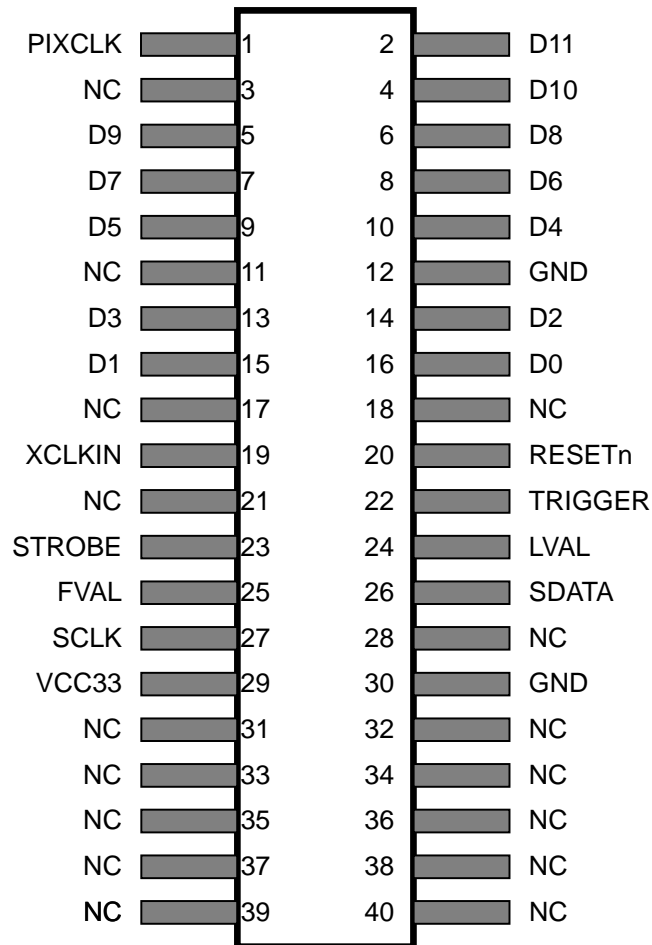 PIXCLK 1 2 D11
NC 3 4 D10
D9 5 6 D8
D7 7 8 D6
D5 9 10 D4
NC 11 12 GND
D3 13 14 D2
D1 15 16 D0
NC 17 18 NC
XCLKIN 19 20 RESETn
NC 21 22 TRIGGER
STROBE 23 24 LVAL
FVAL 25 26 SDATA
SCLK 27 28 NC
VCC33 29 30 GND
NC 31 32 NC
NC 33 34 NC
NC 35 36 NC
NC 37 38 NC
NC 39 40 NC